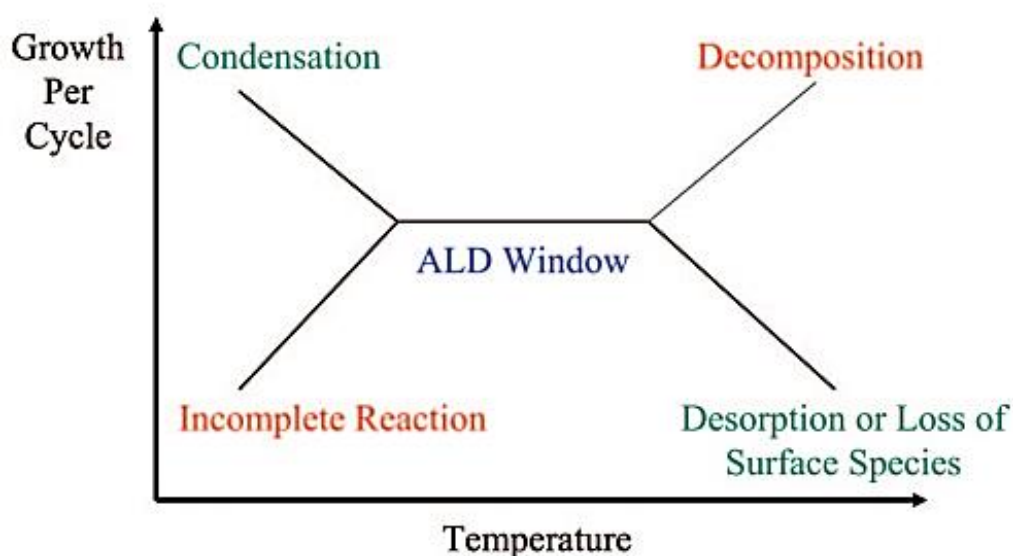 Growth
Per
Cycle
Condensation
Decomposition
ALD Window
Incomplete Reaction
Desorption or Loss of
Surface Species
Temperature